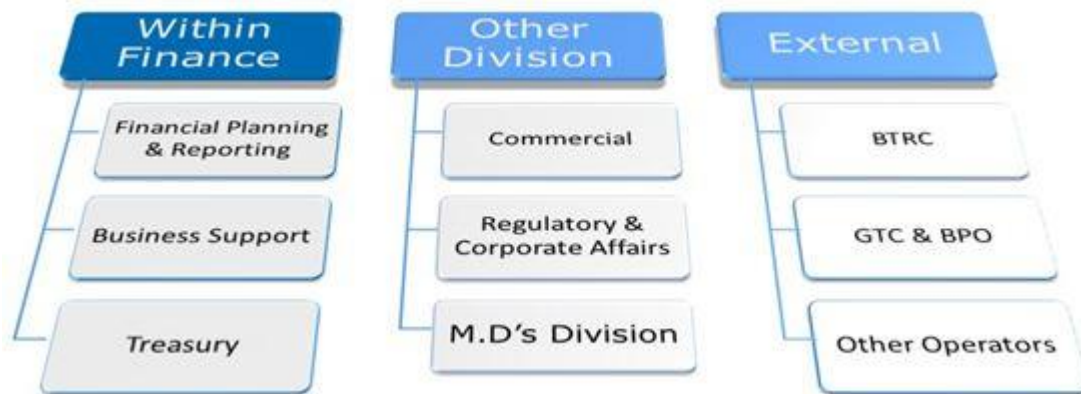 Within
Finance
Financial Planning
& Reporting
Business Support
Treasury
Other
Division
Commercial
Regulatory &
Corporate Affairs
M.D's Division
External
BTRC
GTC & BPO
Other Operators